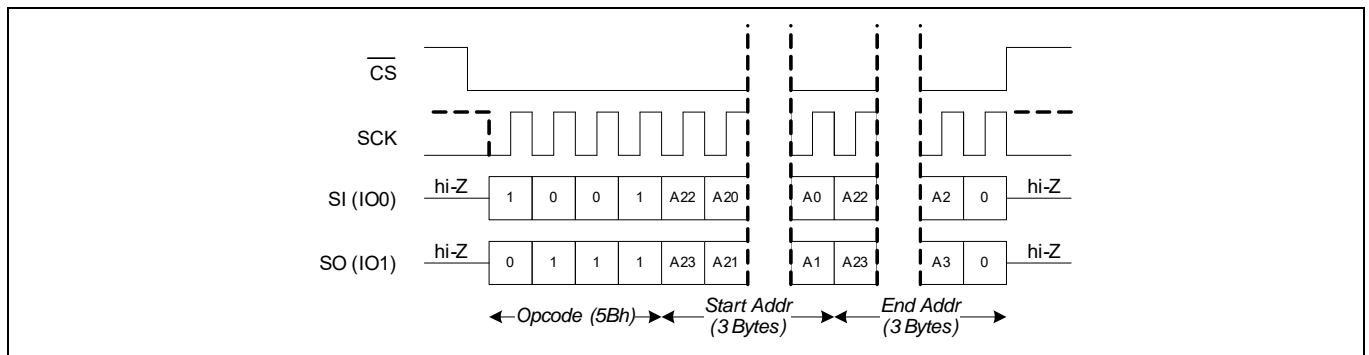 CS
SCK
SI (IO0) hi-Z 1 0 0 1 A22 A20 A0 A22 A2 0 hi-Z
SO (IO1) hi-Z 0 1 1 1 A23 A21 A1 A23 A3 0 hi-Z
Opcode (5Bh) Start Addr (3 Bytes) End Addr (3 Bytes)